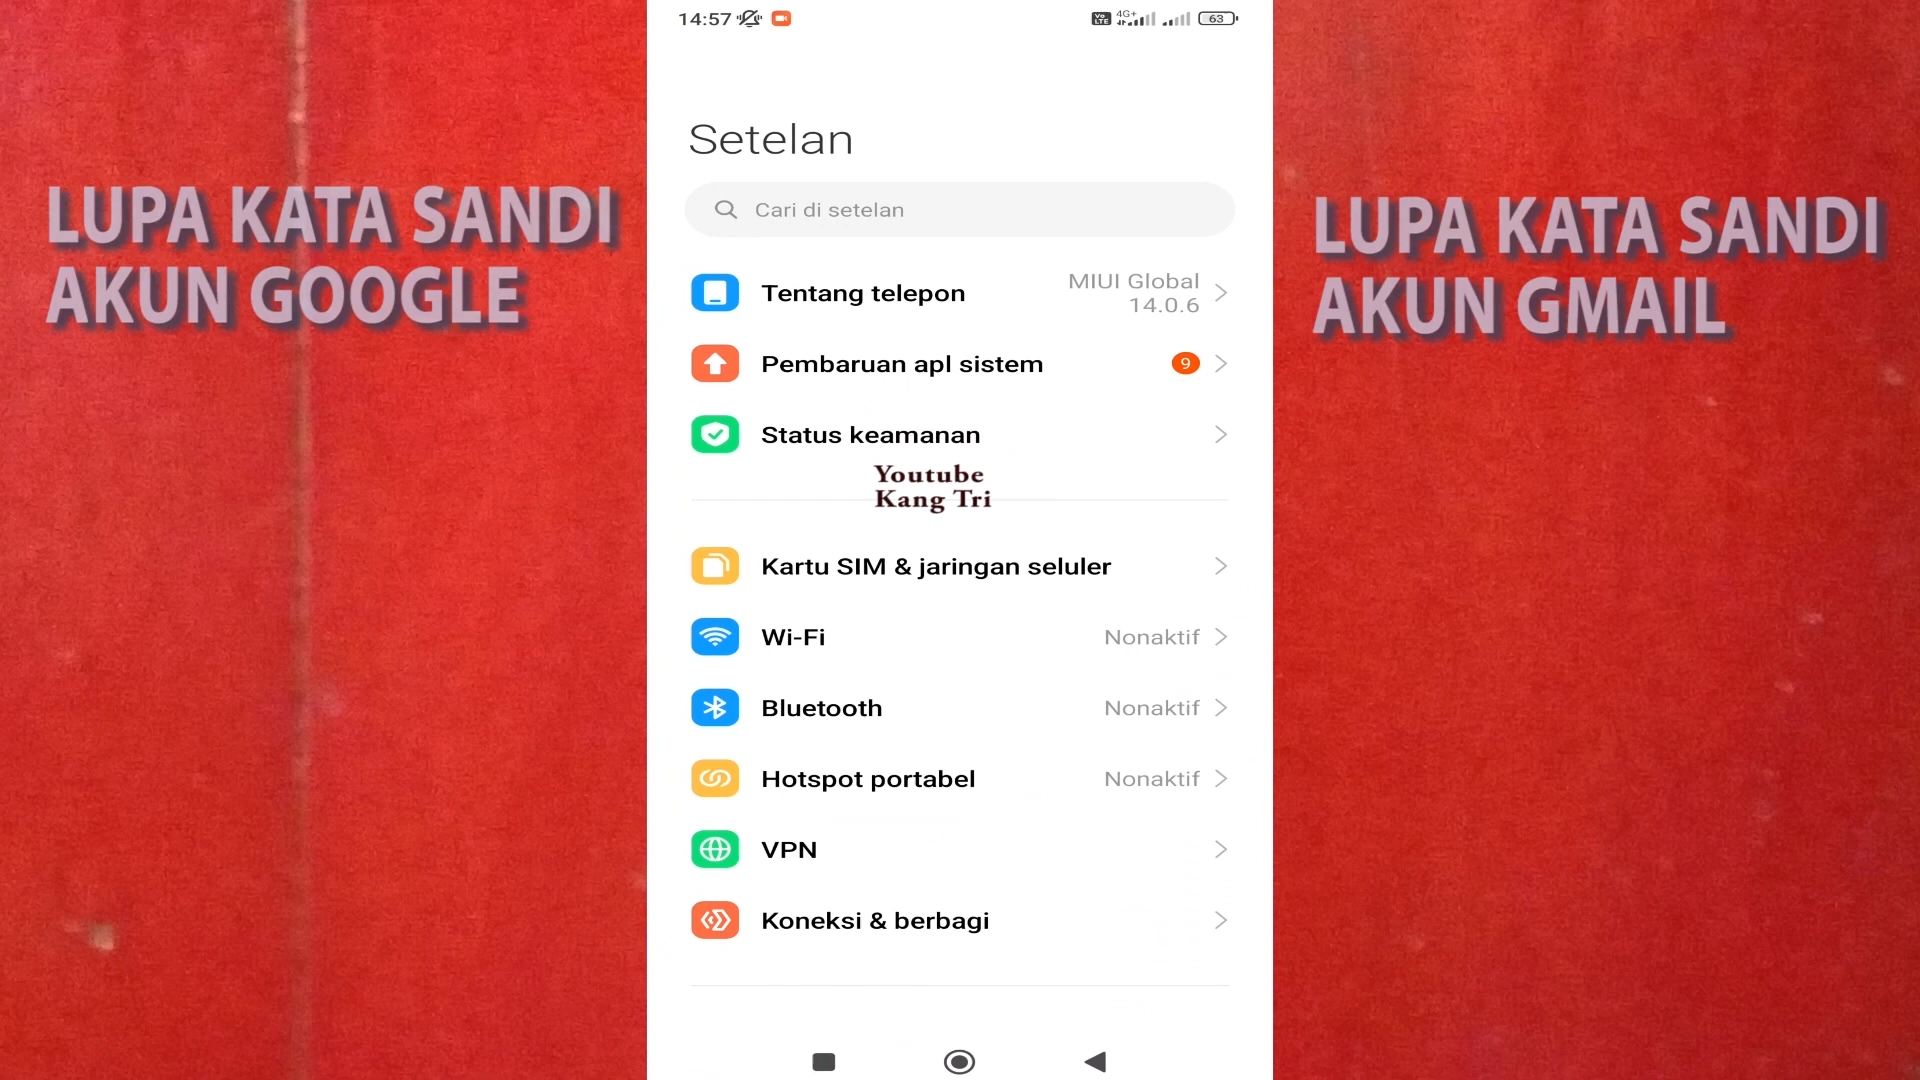 14:57
VoLTE 4G+ 63
LUPA KATA SANDI
AKUN GOOGLE
Setelan
Cari di setelan
Tentang telepon
MIUI Global
14.0.6
Pembaruan apl sistem 9
Status keamanan
Youtube
Kang Tri
Kartu SIM & jaringan seluler
Wi-Fi Nonaktif
Bluetooth Nonaktif
Hotspot portabel Nonaktif
VPN
Koneksi & berbagi
LUPA KATA SANDI
AKUN GMAIL